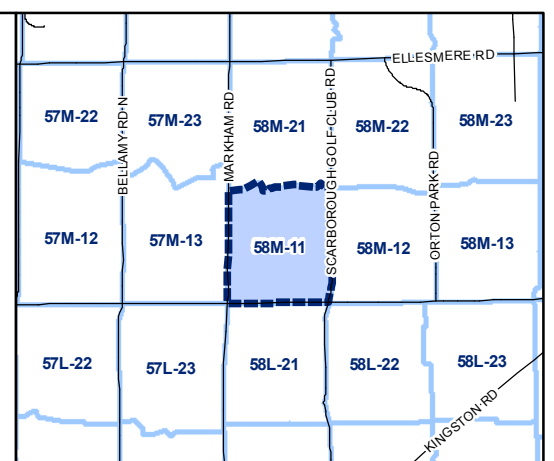 ELLESMERE RD
57M-22
57M-23
58M-21
58M-22
58M-23
BELLAMY RD N
MARKHAM RD
SCARBOROUGH GOLF CLUB RD
ORTON PARK RD
57M-12
57M-13
58M-11
58M-12
58M-13
57L-22
57L-23
58L-21
58L-22
58L-23
KINGSTON RD